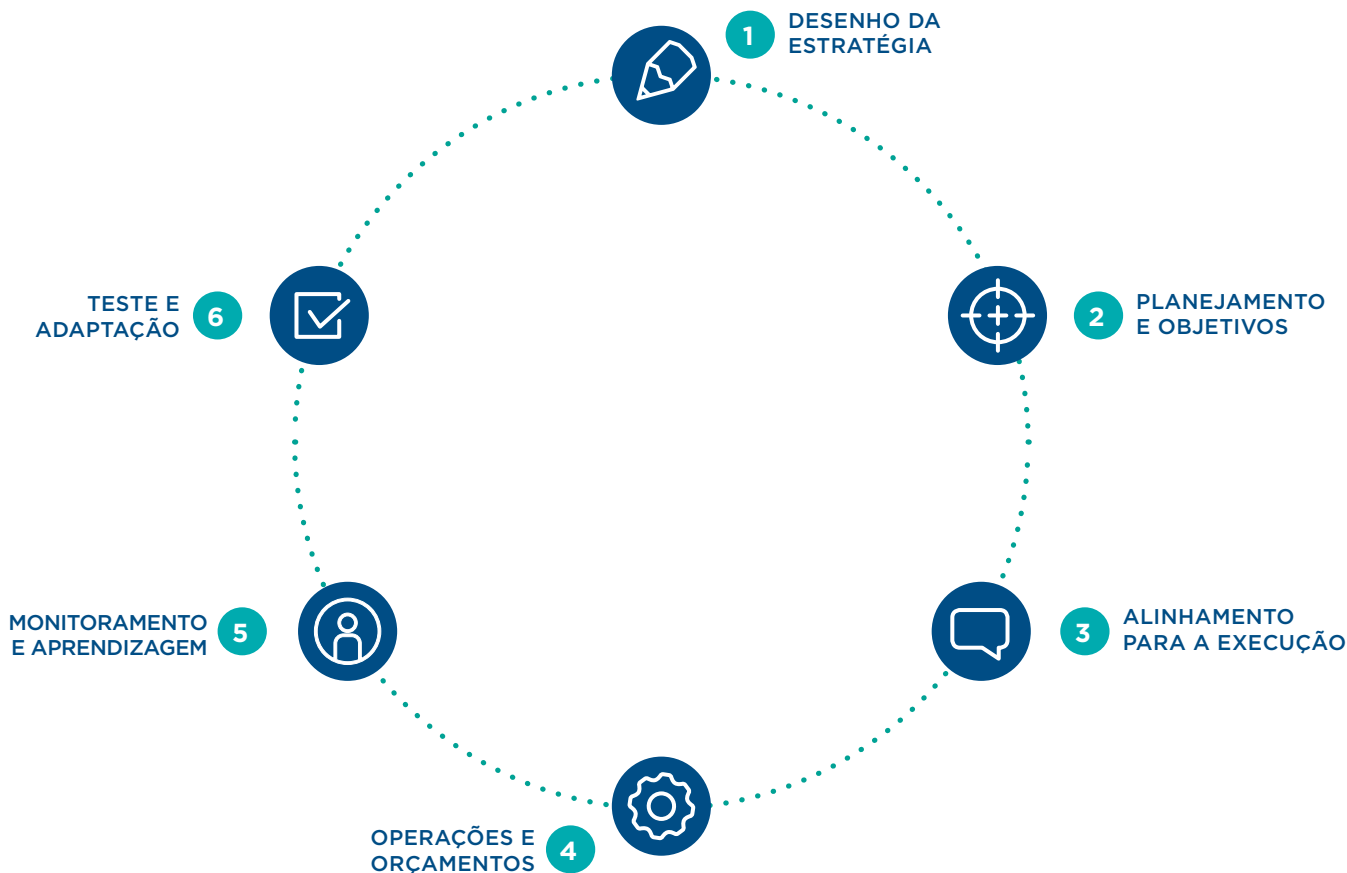 1
DESENHO DA
ESTRATÉGIA
2
PLANEJAMENTO
E OBJETIVOS
3
ALINHAMENTO
PARA A EXECUÇÃO
4
OPERAÇÕES E
ORÇAMENTOS
5
MONITORAMENTO
E APRENDIZAGEM
6
TESTE E
ADAPTAÇÃO